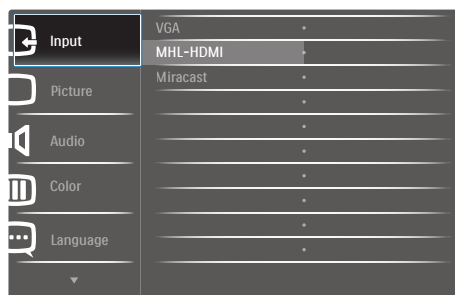 Input
Picture
Audio
Color
Language
VGA
MHL-HDMI
Miracast